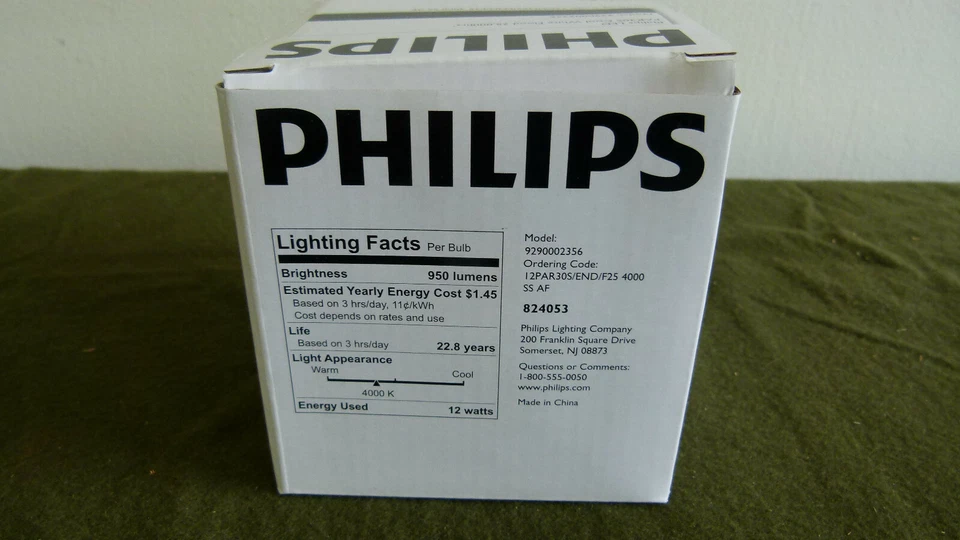 PHILIPS
PHILIPS
Lighting Facts Per Bulb
Brightness 950 lumens
Estimated Yearly Energy Cost $1.45
Based on 3 hrs/day, 11¢/kWh
Cost depends on rates and use
Life
Based on 3 hrs/day 22.8 years
Light Appearance
Warm Cool
4000 K
Energy Used 12 watts
Model:
9290002356
Ordering Code:
12PAR30S/END/F25 4000
SS AF
824053
Philips Lighting Company
200 Franklin Square Drive
Somerset, NJ 08873
Questions or Comments:
1-800-555-0050
www.philips.com
Made in China